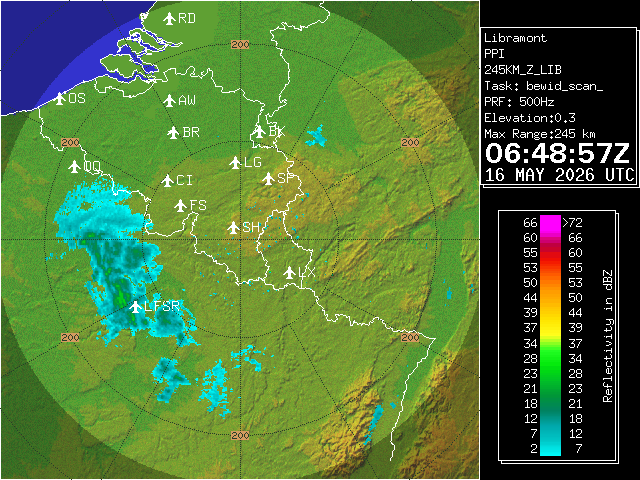 RD
200
OS
AW
BR
BK
200
200
OO
LG
CI
SP
FS
SH
LX
LFSR
200
200
200
Libramont
PPI
245KM_Z_LIB
Task: bewid_scan_
PRF: 500Hz
Elevation:0.3
Max Range:245 km
06:48:57Z
16 MAY 2026 UTC
66 >72
60 66
55 60
53 55
50 53
44 50
39 44
37 39
34 37
28 34
23 28
21 23
18 21
12 18
7 12
2 7
Reflectivity in dBZ